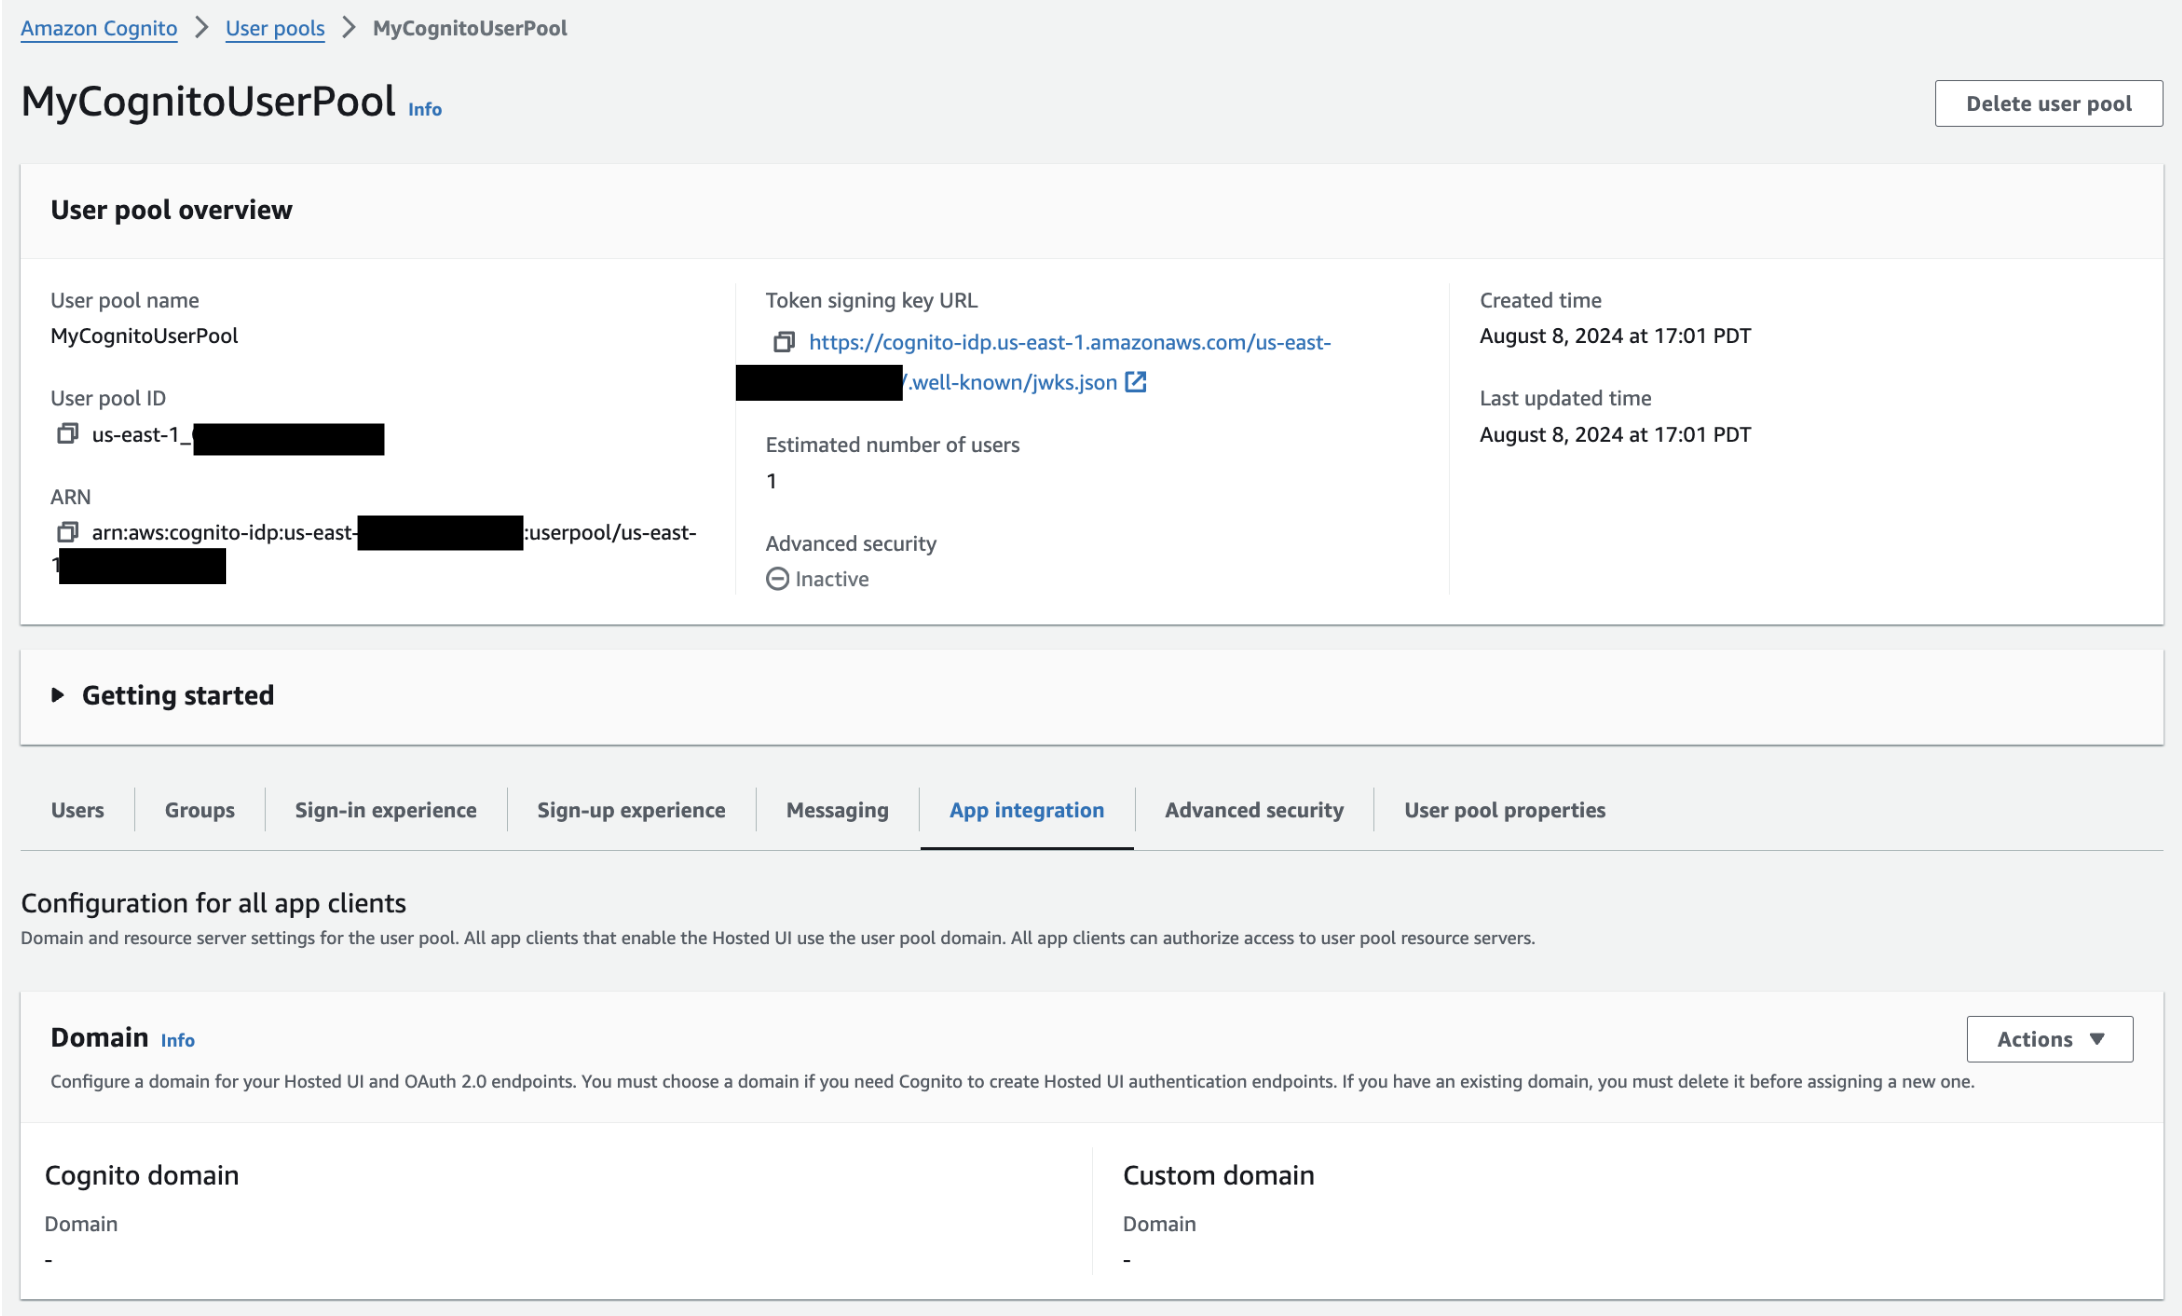 Amazon Cognito > User pools > MyCognitoUserPool
MyCognitoUserPool Info
Delete user pool
User pool overview
User pool name
MyCognitoUserPool
User pool ID
us-east-1_
ARN
arn:aws:cognito-idp:us-east- :userpool/us-east-
1
Token signing key URL
https://cognito-idp.us-east-1.amazonaws.com/us-east-
/.well-known/jwks.json
Estimated number of users
1
Advanced security
Inactive
Created time
August 8, 2024 at 17:01 PDT
Last updated time
August 8, 2024 at 17:01 PDT
Getting started
Users Groups Sign-in experience Sign-up experience Messaging App integration Advanced security User pool properties
Configuration for all app clients
Domain and resource server settings for the user pool. All app clients that enable the Hosted UI use the user pool domain. All app clients can authorize access to user pool resource servers.
Domain Info
Actions
Configure a domain for your Hosted UI and OAuth 2.0 endpoints. You must choose a domain if you need Cognito to create Hosted UI authentication endpoints. If you have an existing domain, you must delete it before assigning a new one.
Cognito domain
Domain
-
Custom domain
Domain
-